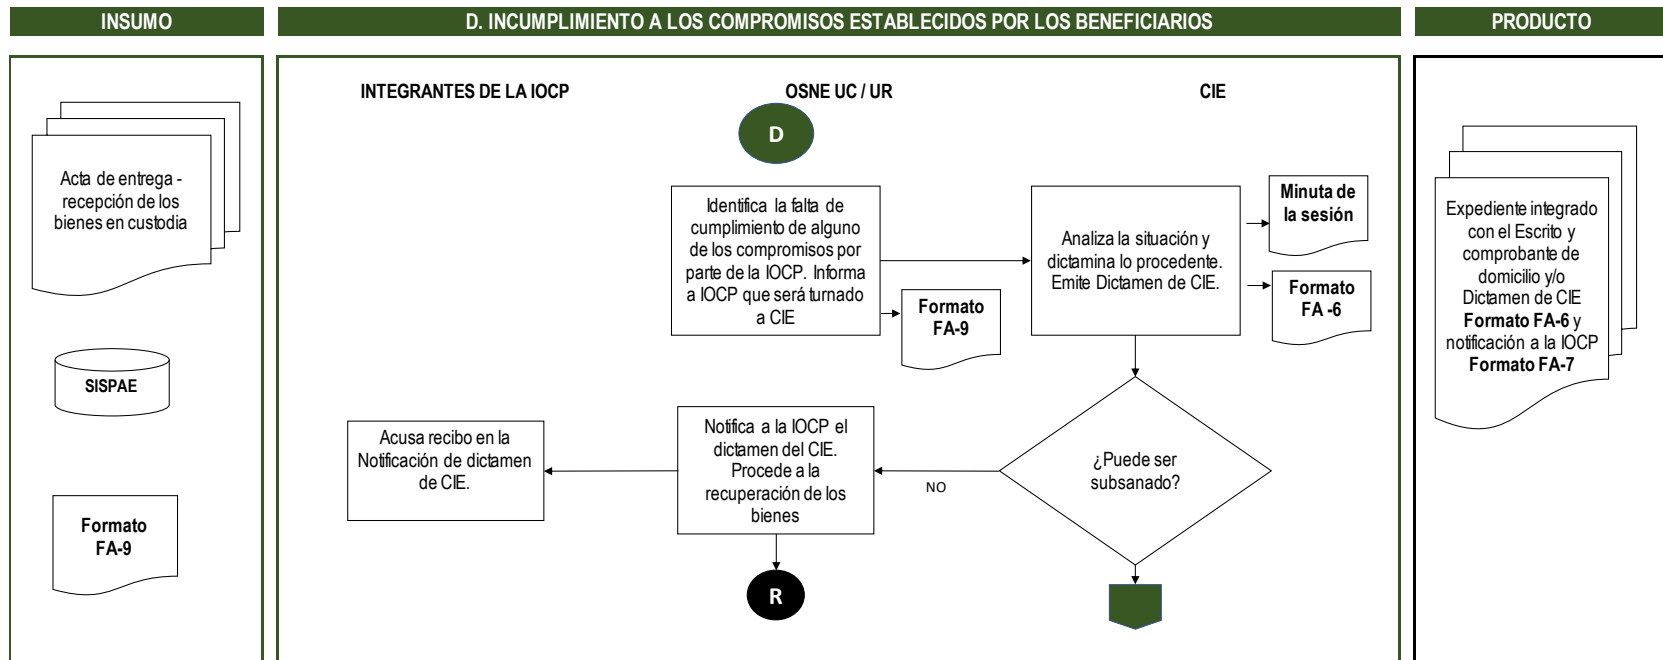 INSUMO
D. INCUMPLIMIENTO A LOS COMPROMISOS ESTABLECIDOS POR LOS BENEFICIARIOS
PRODUCTO
Acta de entrega -
recepción de los
bienes en custodia
SISPAE
Formato
FA-9
INTEGRANTES DE LA IOCP
OSNE UC / UR
CIE
D
Identifica la falta de
cumplimiento de alguno
de los compromisos por
parte de la IOCP. Informa
a IOCP que será turnado
a CIE
Formato
FA-9
Analiza la situación y
dictamina lo procedente.
Emite Dictamen de CIE.
Minuta de
la sesión
Formato
FA -6
¿Puede ser
subsanado?
NO
Notifica a la IOCP el
dictamen del CIE.
Procede a la
recuperación de los
bienes
Acusa recibo en la
Notificación de dictamen
de CIE.
R
Expediente integrado
con el Escrito y
comprobante de
domicilio y/o
Dictamen de CIE
Formato FA-6 y
notificación a la IOCP
Formato FA-7